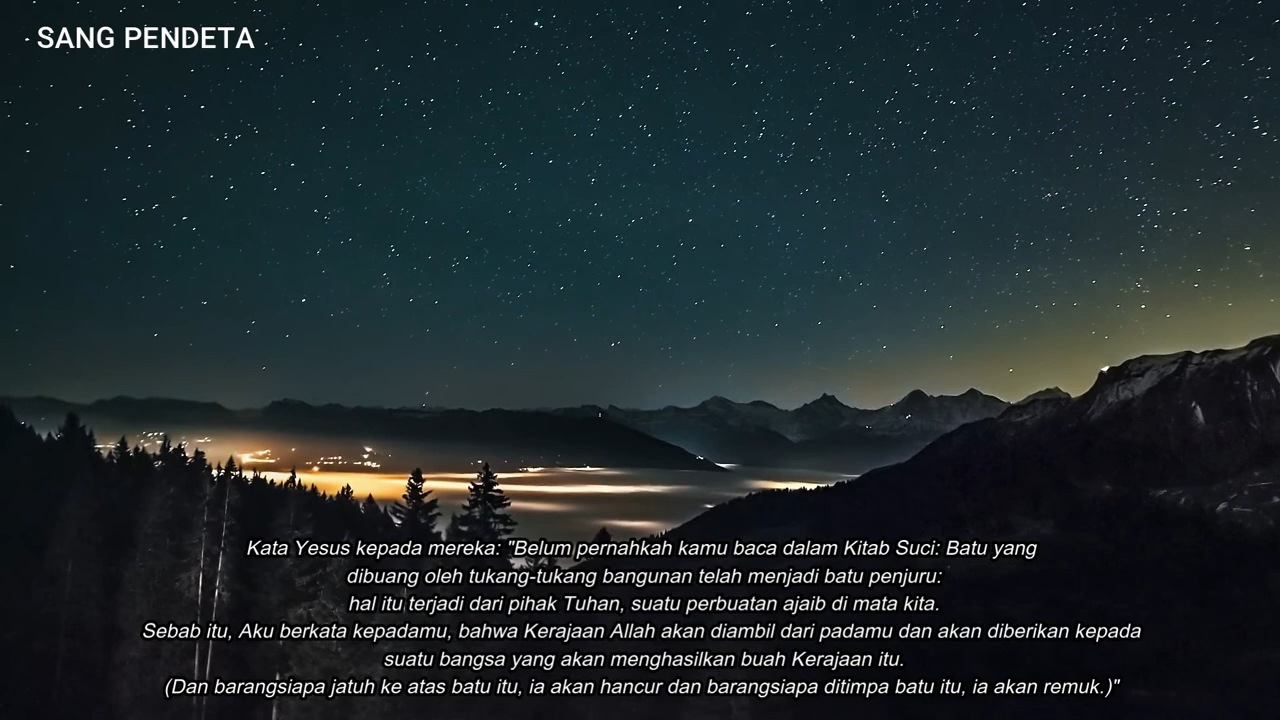 SANG PENDETA
Kata Yesus kepada mereka: "Belum pernahkah kamu baca dalam Kitab Suci: Batu yang
dibuang oleh tukang-tukang bangunan telah menjadi batu penjuru:
hal itu terjadi dari pihak Tuhan, suatu perbuatan ajaib di mata kita.
Sebab itu, Aku berkata kepadamu, bahwa Kerajaan Allah akan diambil dari padamu dan akan diberikan kepada
suatu bangsa yang akan menghasilkan buah Kerajaan itu.
(Dan barangsiapa jatuh ke atas batu itu, ia akan hancur dan barangsiapa ditimpa batu itu, ia akan remuk.)"